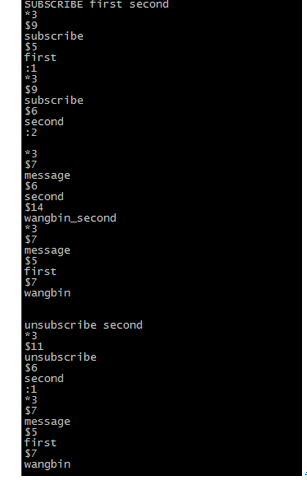 SUBSCRIBE first second
*3
$9
subscribe
$5
first
:1
*3
$9
subscribe
$6
second
:2
*3
$7
message
$6
second
$14
wangbin_second
*3
$7
message
$5
first
$7
wangbin
unsubscribe second
*3
$11
unsubscribe
$6
second
:1
*3
$7
message
$5
first
$7
wangbin